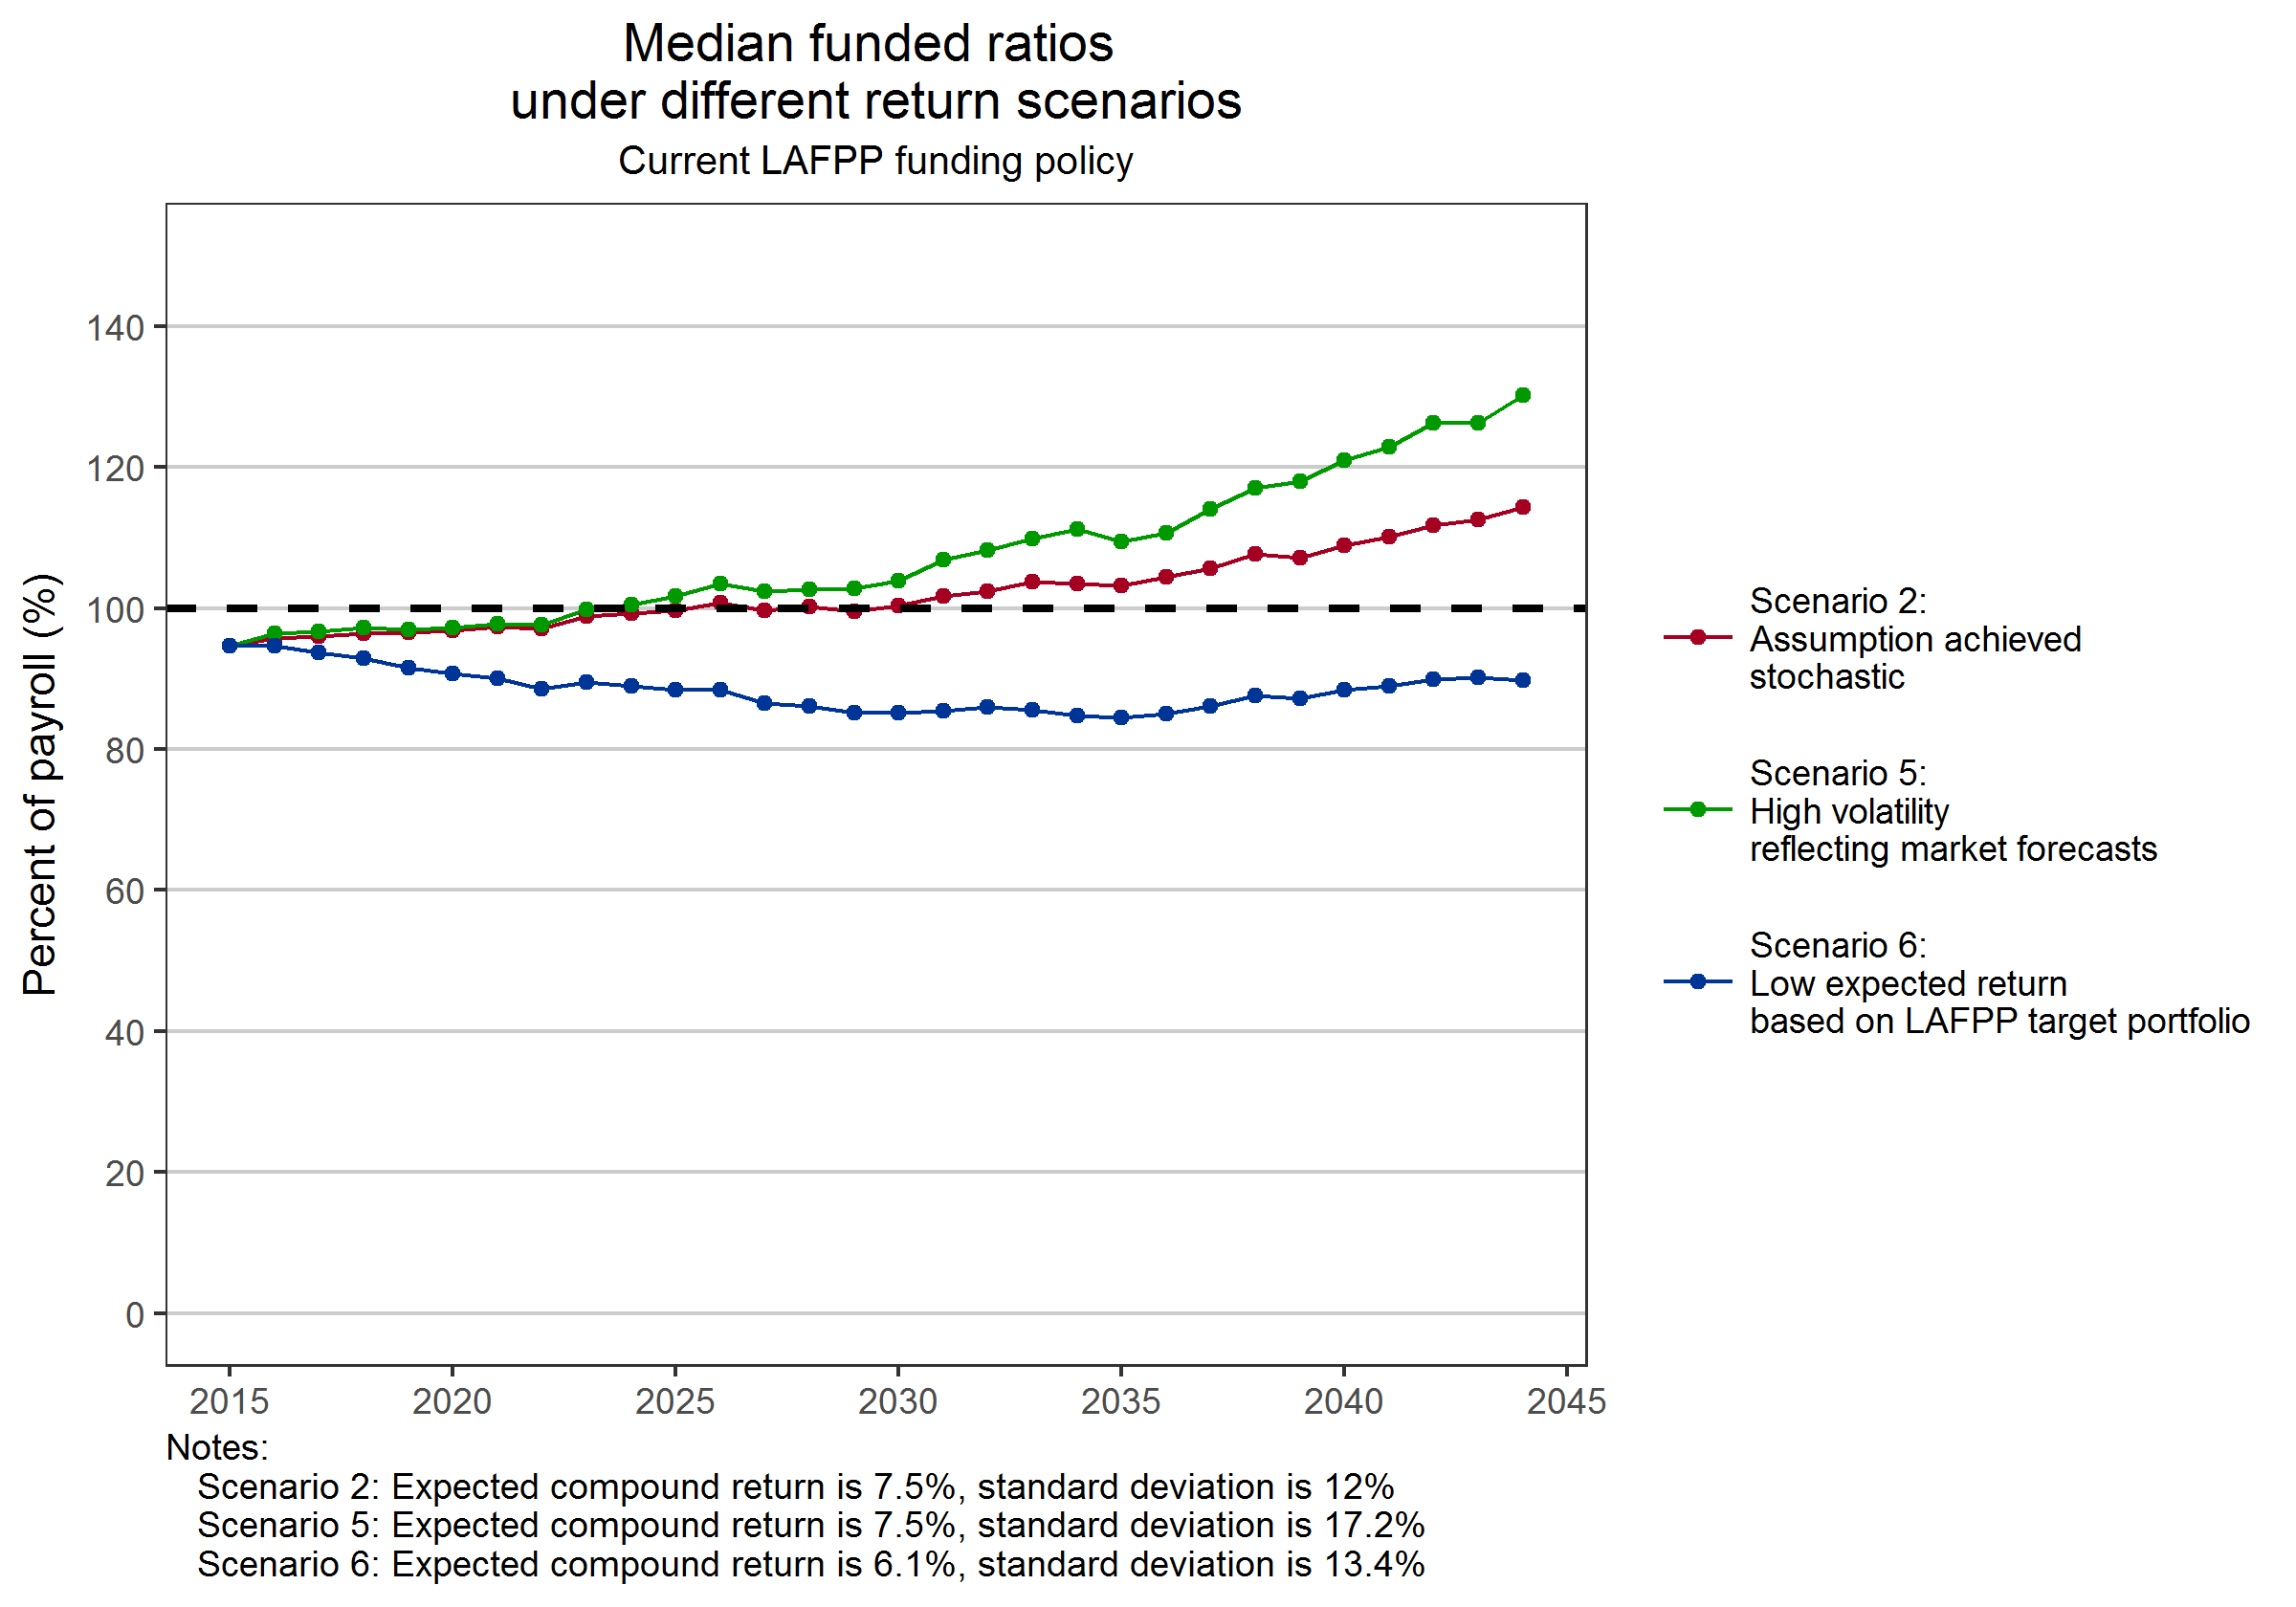 Median funded ratios
under different return scenarios
Current LAFPP funding policy
Percent of payroll (%)
140
120
100
80
60
40
20
0
2015 2020 2025 2030 2035 2040 2045
Scenario 2:
Assumption achieved
stochastic
Scenario 5:
High volatility
reflecting market forecasts
Scenario 6:
Low expected return
based on LAFPP target portfolio
Notes:
Scenario 2: Expected compound return is 7.5%, standard deviation is 12%
Scenario 5: Expected compound return is 7.5%, standard deviation is 17.2%
Scenario 6: Expected compound return is 6.1%, standard deviation is 13.4%